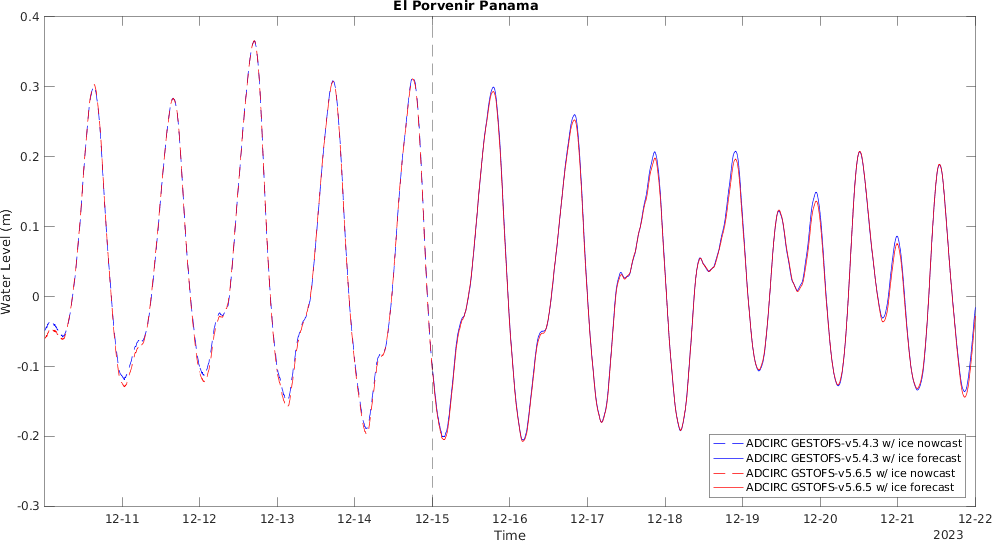 El Porvenir Panama
0.4
0.3
0.2
0.1
0
-0.1
-0.2
-0.3
Water Level (m)
ADCIRC GESTOFS-v5.4.3 w/ ice nowcast
ADCIRC GESTOFS-v5.4.3 w/ ice forecast
ADCIRC GSTOFS-v5.6.5 w/ ice nowcast
ADCIRC GSTOFS-v5.6.5 w/ ice forecast
12-11 12-12 12-13 12-14 12-15 12-16 12-17 12-18 12-19 12-20 12-21 12-22
Time
2023